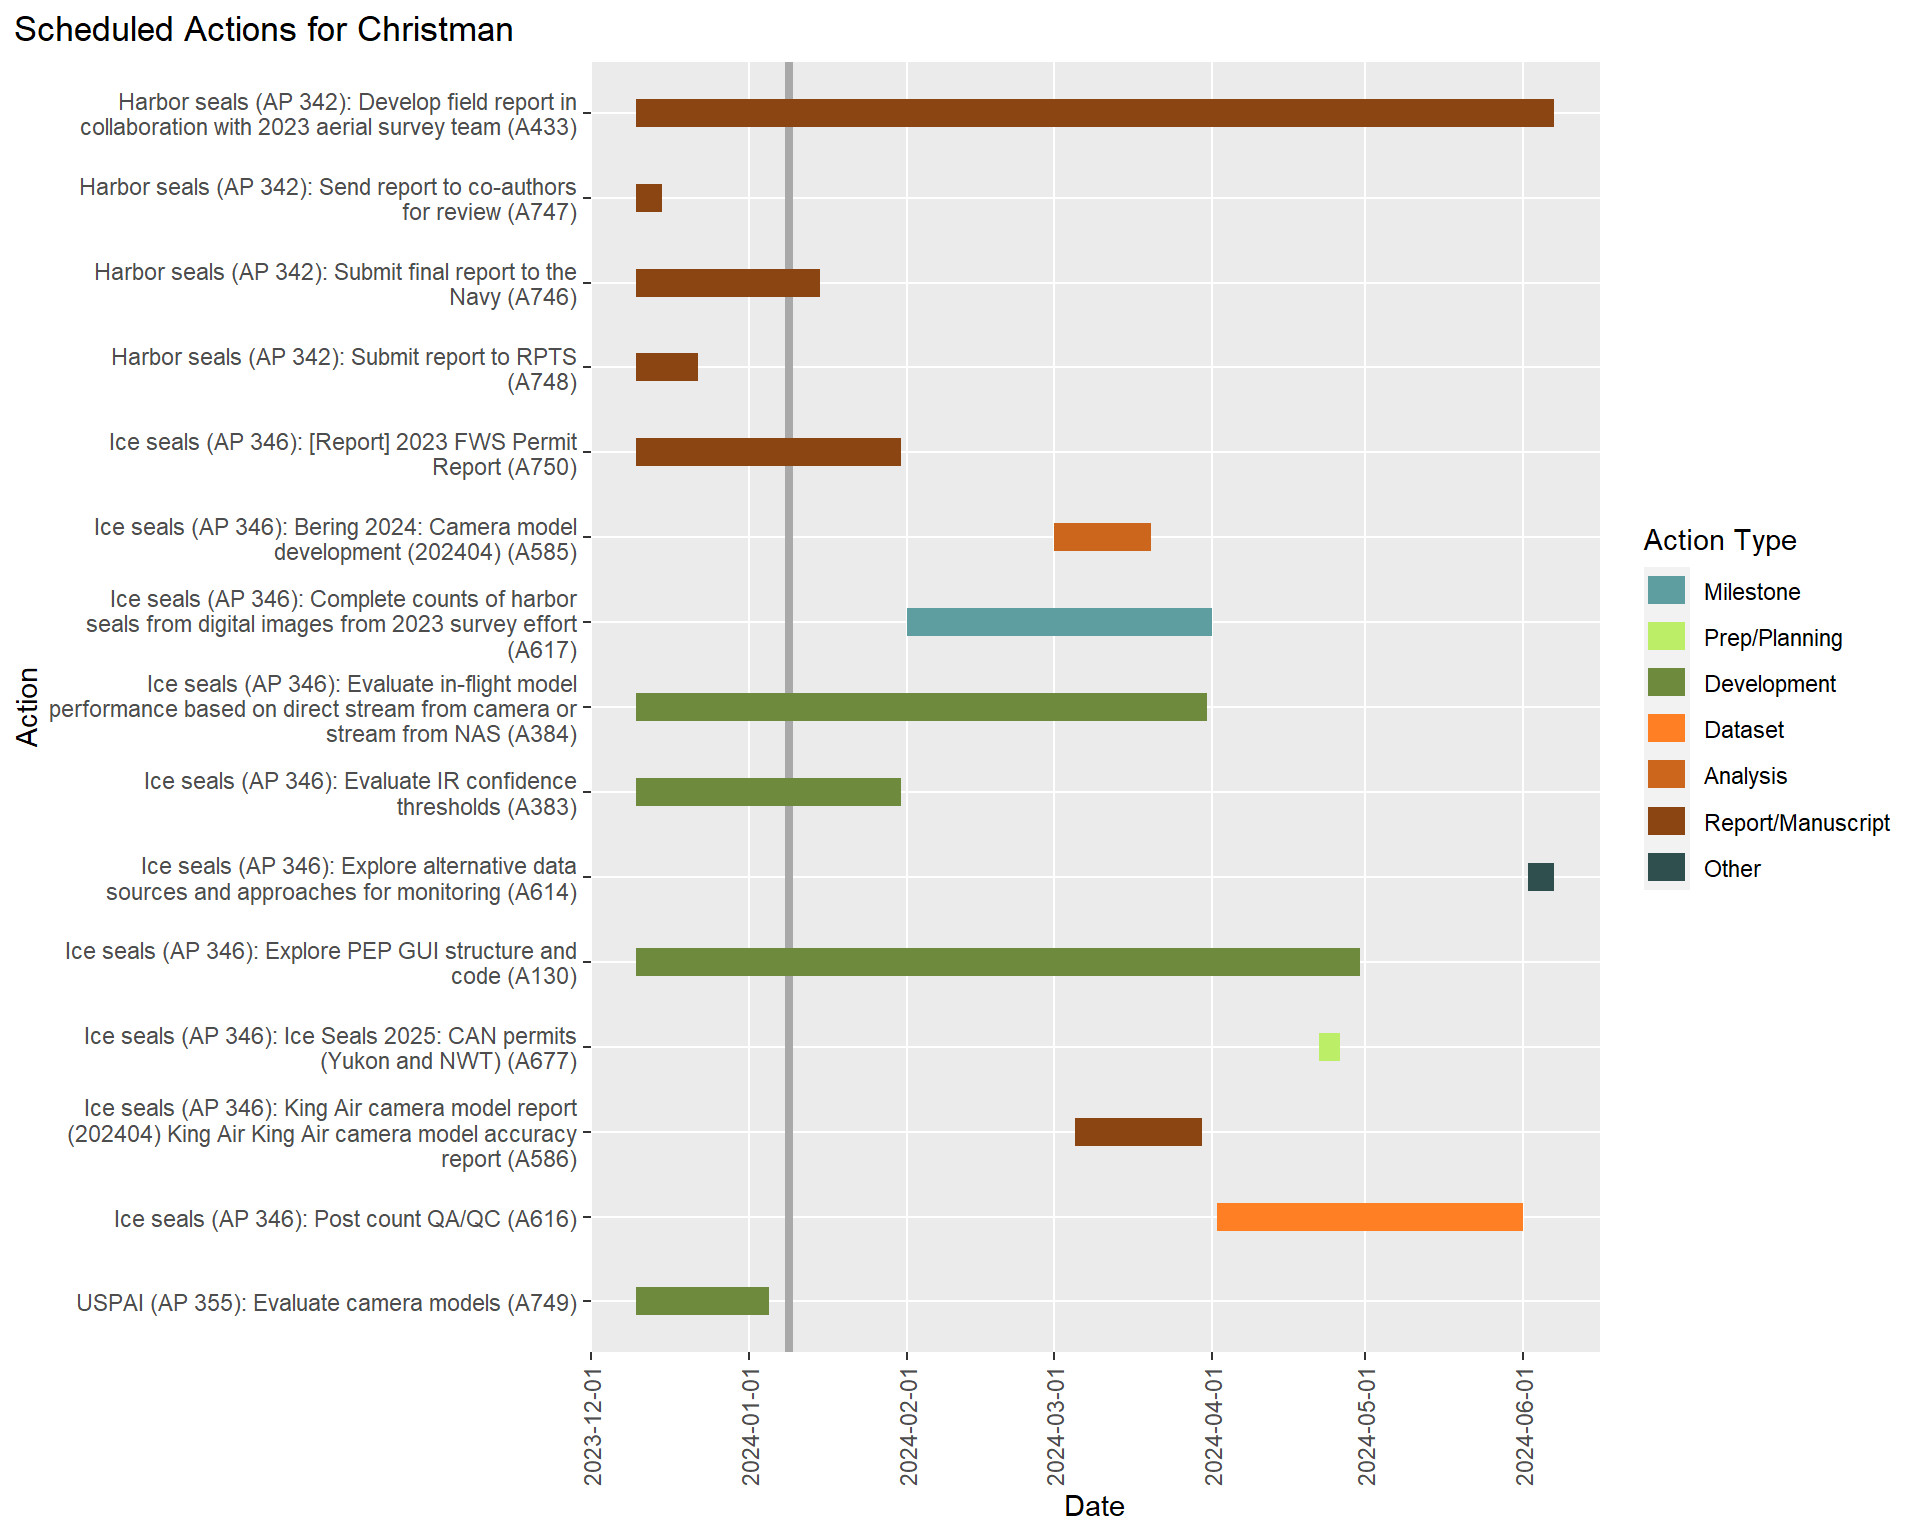 Scheduled Actions for Christman
Harbor seals (AP 342): Develop field report in
collaboration with 2023 aerial survey team (A433)
Harbor seals (AP 342): Send report to co-authors
for review (A747)
Harbor seals (AP 342): Submit final report to the
Navy (A746)
Harbor seals (AP 342): Submit report to RPTS
(A748)
Ice seals (AP 346): [Report] 2023 FWS Permit
Report (A750)
Ice seals (AP 346): Bering 2024: Camera model
development (202404) (A585)
Ice seals (AP 346): Complete counts of harbor
seals from digital images from 2023 survey effort
(A617)
Ice seals (AP 346): Evaluate in-flight model
performance based on direct stream from camera or
stream from NAS (A384)
Ice seals (AP 346): Evaluate IR confidence
thresholds (A383)
Ice seals (AP 346): Explore alternative data
sources and approaches for monitoring (A614)
Ice seals (AP 346): Explore PEP GUI structure and
code (A130)
Ice seals (AP 346): Ice Seals 2025: CAN permits
(Yukon and NWT) (A677)
Ice seals (AP 346): King Air camera model report
(202404) King Air King Air camera model accuracy
report (A586)
Ice seals (AP 346): Post count QA/QC (A616)
USPAI (AP 355): Evaluate camera models (A749)
Action
2023-12-01
2024-01-01
2024-02-01
2024-03-01
2024-04-01
2024-05-01
2024-06-01
Date
Action Type
Milestone
Prep/Planning
Development
Dataset
Analysis
Report/Manuscript
Other